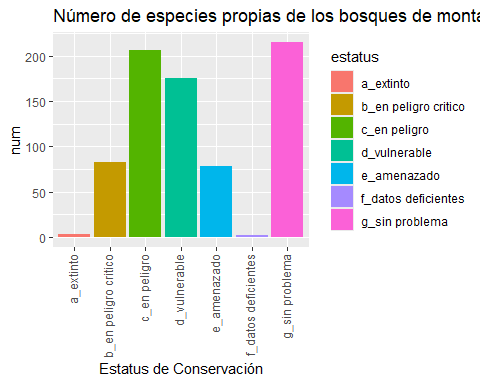 Número de especies propias de los bosques de monta
200
150
100
50
0
num
a_extinto
b_en peligro critico
c_en peligro
d_vulnerable
e_amenazado
f_datos deficientes
g_sin problema
Estatus de Conservación
estatus
a_extinto
b_en peligro critico
c_en peligro
d_vulnerable
e_amenazado
f_datos deficientes
g_sin problema